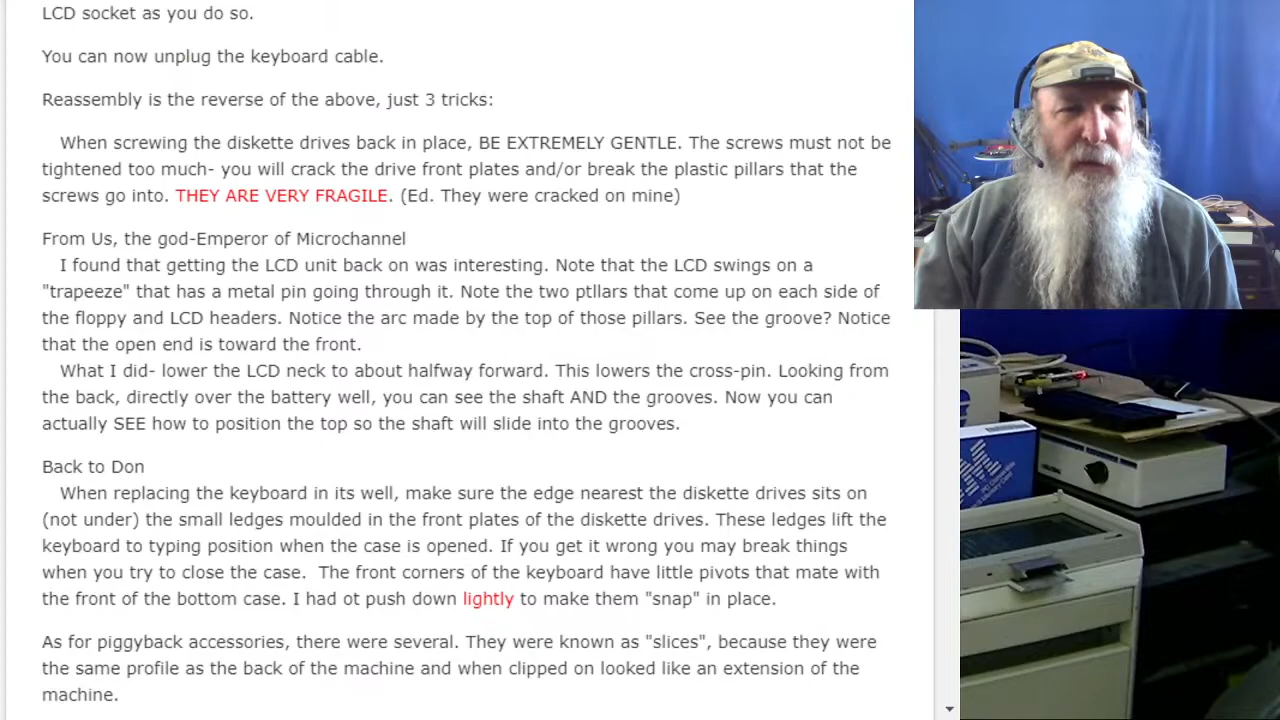 LCD socket as you do so.
You can now unplug the keyboard cable.
Reassembly is the reverse of the above, just 3 tricks:
When screwing the diskette drives back in place, BE EXTREMELY GENTLE. The screws must not be
tightened too much- you will crack the drive front plates and/or break the plastic pillars that the
screws go into. THEY ARE VERY FRAGILE. (Ed. They were cracked on mine)
From Us, the god-Emperor of Microchannel
I found that getting the LCD unit back on was interesting. Note that the LCD swings on a
"trapeeze" that has a metal pin going through it. Note the two ptllars that come up on each side of
the floppy and LCD headers. Notice the arc made by the top of those pillars. See the groove? Notice
that the open end is toward the front.
What I did- lower the LCD neck to about halfway forward. This lowers the cross-pin. Looking from
the back, directly over the battery well, you can see the shaft AND the grooves. Now you can
actually SEE how to position the top so the shaft will slide into the grooves.
Back to Don
When replacing the keyboard in its well, make sure the edge nearest the diskette drives sits on
(not under) the small ledges moulded in the front plates of the diskette drives. These ledges lift the
keyboard to typing position when the case is opened. If you get it wrong you may break things
when you try to close the case.  The front corners of the keyboard have little pivots that mate with
the front of the bottom case. I had ot push down lightly to make them "snap" in place.
As for piggyback accessories, there were several. They were known as "slices", because they were
the same profile as the back of the machine and when clipped on looked like an extension of the
machine.